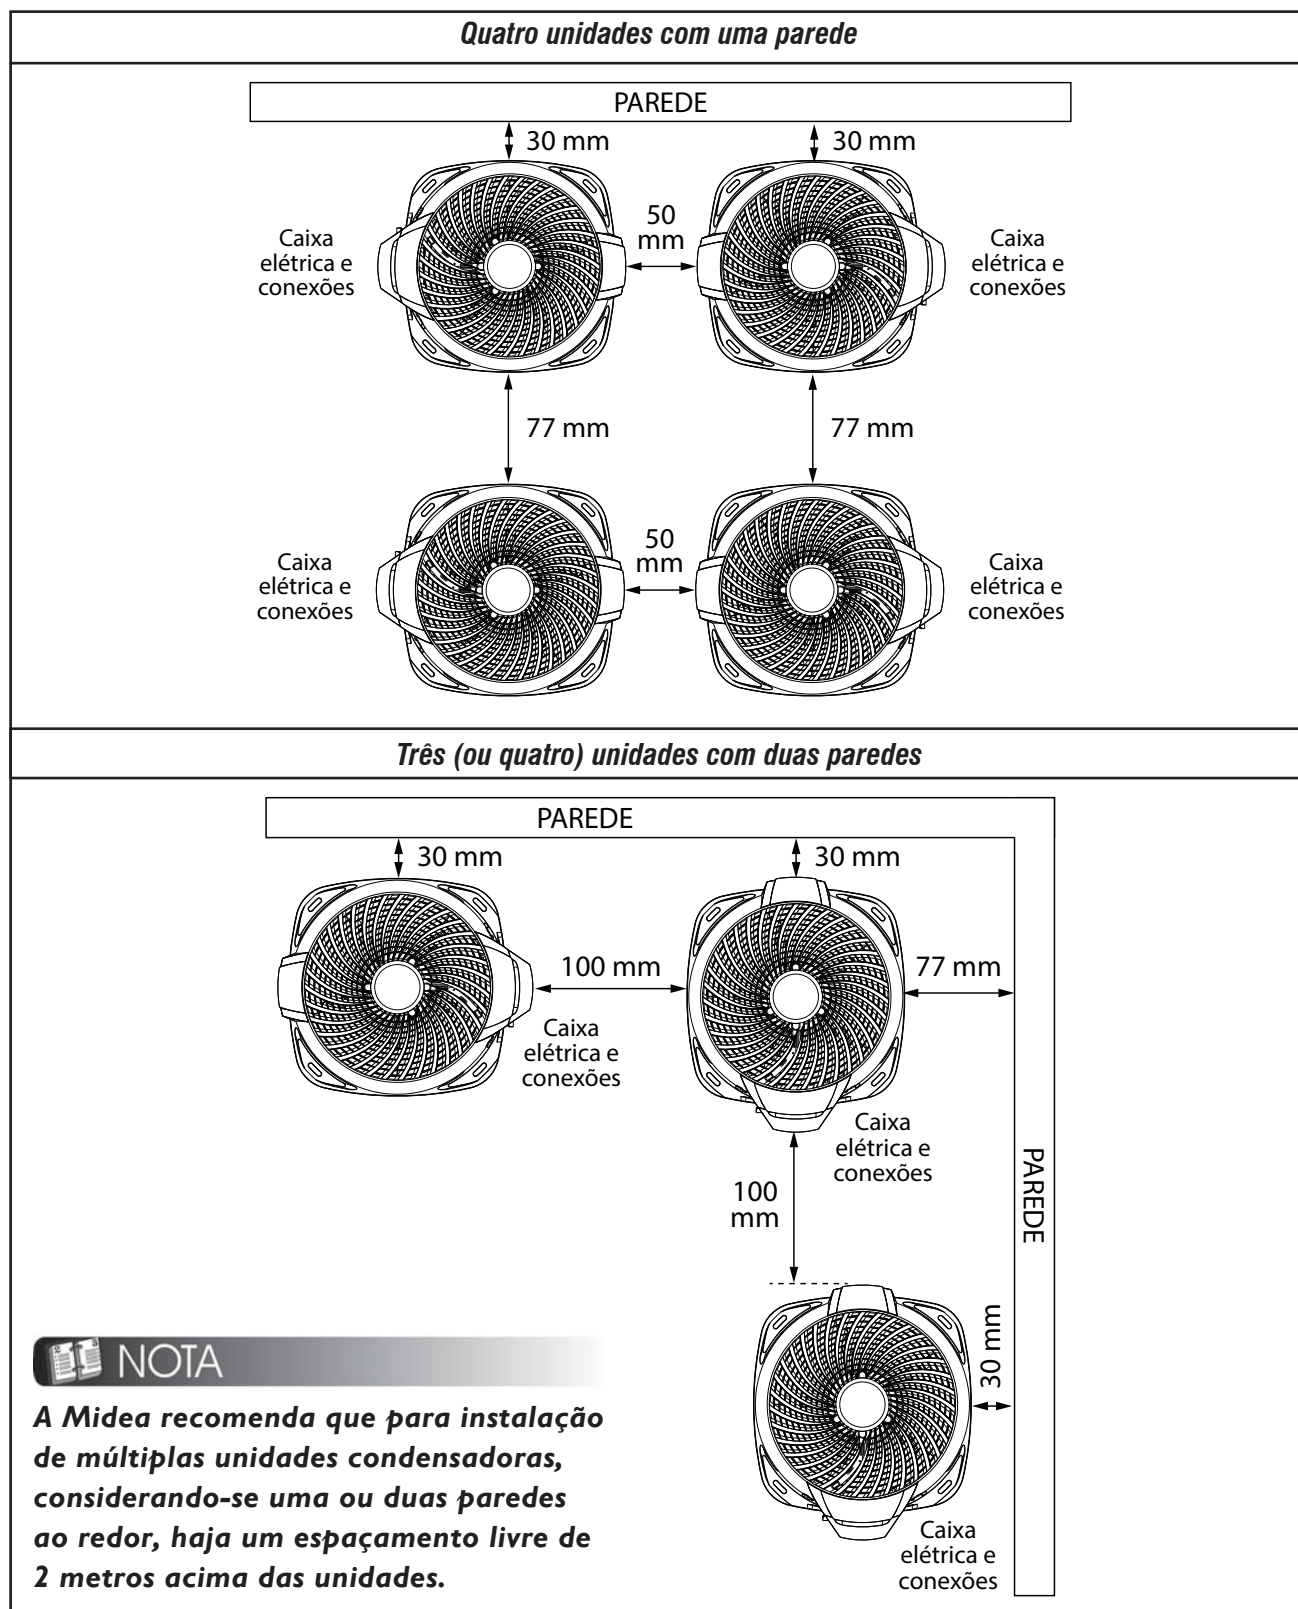 Quatro unidades com uma parede
PAREDE
30 mm
30 mm
50
mm
Caixa
elétrica e
conexões
Caixa
elétrica e
conexões
77 mm
77 mm
50
mm
Caixa
elétrica e
conexões
Caixa
elétrica e
conexões
Três (ou quatro) unidades com duas paredes
PAREDE
30 mm
30 mm
100 mm
77 mm
Caixa
elétrica e
conexões
Caixa
elétrica e
conexões
PAREDE
100
mm
30 mm
NOTA
A Midea recomenda que para instalação
de múltiplas unidades condensadoras,
considerando-se uma ou duas paredes
ao redor, haja um espaçamento livre de
2 metros acima das unidades.
Caixa
elétrica e
conexões